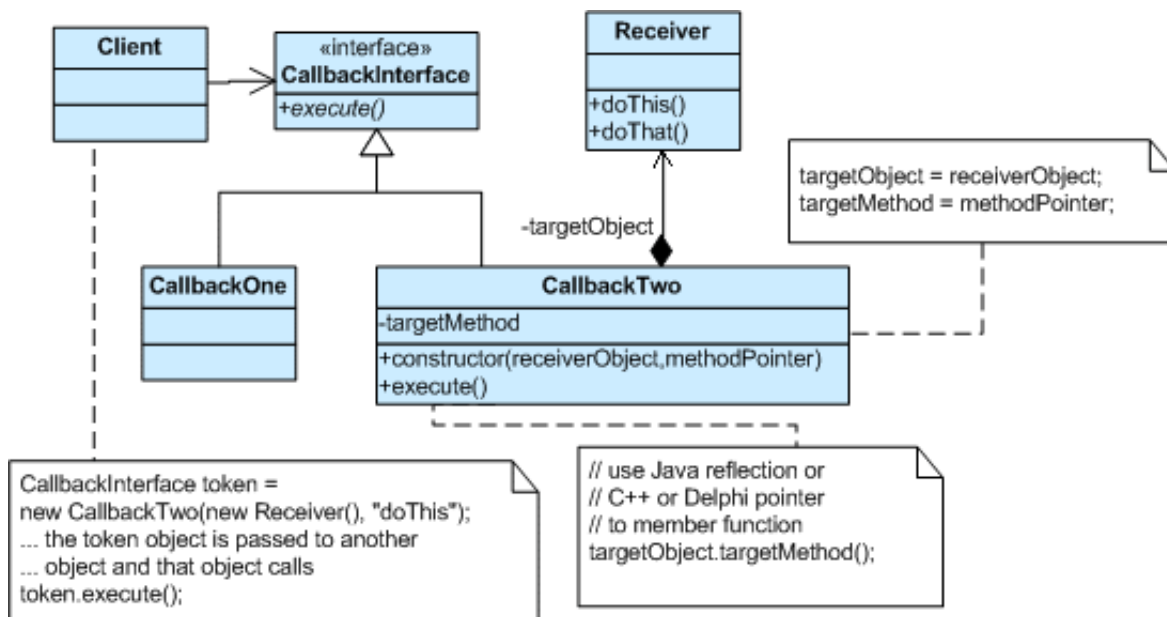 Client
«interface»
CallbackInterface
+execute()
Receiver
+doThis()
+doThat()
targetObject = receiverObject;
targetMethod = methodPointer;
-targetObject
CallbackOne
CallbackTwo
-targetMethod
+constructor(receiverObject,methodPointer)
+execute()
CallbackInterface token =
new CallbackTwo(new Receiver(), "doThis");
... the token object is passed to another
... object and that object calls
token.execute();
// use Java reflection or
// C++ or Delphi pointer
// to member function
targetObject.targetMethod();